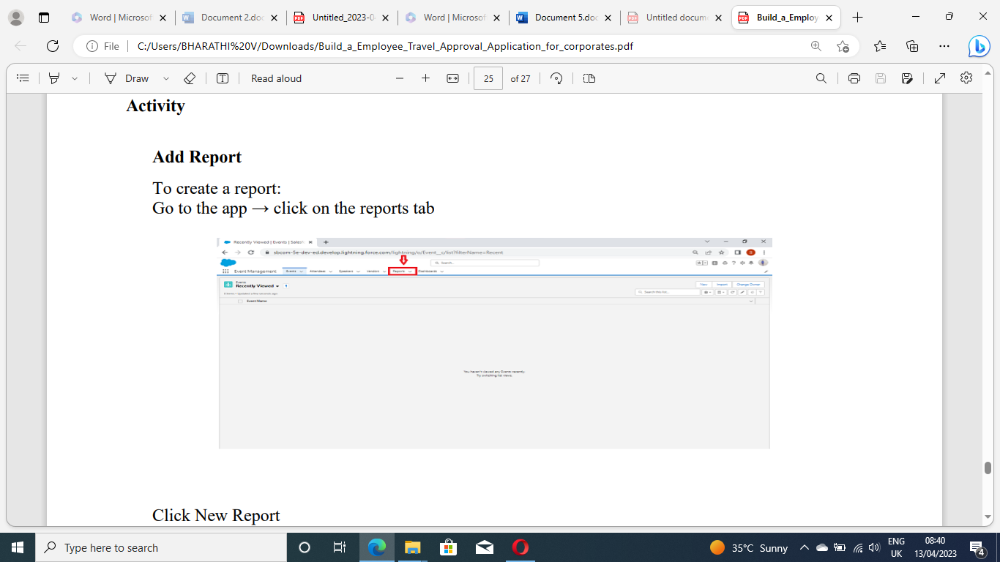 Word | Microsof
Document 2.doc
Untitled_2023-0
Word | Microsof
Document 5.doc
Untitled docum
Build_a_Employ
File
C:/Users/BHARATHI%20V/Downloads/Build_a_Employee_Travel_Approval_Application_for_corporates.pdf
Draw
Read aloud
25
of 27
Activity
Add Report
To create a report:
Go to the app → click on the reports tab
Recently Viewed | Events | Sales
sbcom-5e-dev-ed.develop.lightning.force.com/lightning/o/Event__c/list?filterName=Recent
S
Search...
Event Management
Events
Attendees
Speakers
Vendors
Reports
Dashboards
Events
Recently Viewed
New
Import
Change Owner
0 items • Updated a few seconds ago
Search this list...
Event Name
You haven't viewed any Events recently.
Try switching list views.
Click New Report
Type here to search
35°C Sunny
ENG
UK
08:40
13/04/2023
4